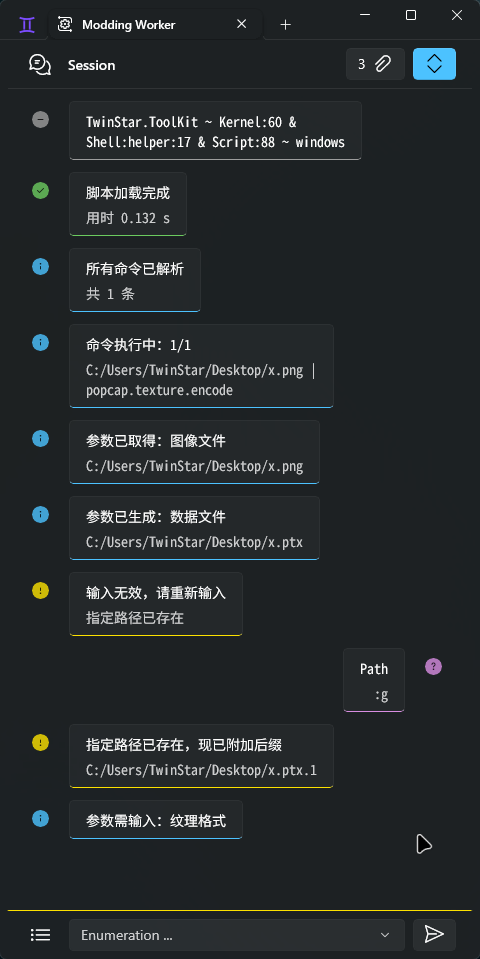 Modding Worker
Session
3
TwinStar.ToolKit ~ Kernel:60 &
Shell:helper:17 & Script:88 ~ windows
脚本加载完成
用时 0.132 s
所有命令已解析
共 1 条
命令执行中：1/1
C:/Users/TwinStar/Desktop/x.png |
popcap.texture.encode
参数已取得：图像文件
C:/Users/TwinStar/Desktop/x.png
参数已生成：数据文件
C:/Users/TwinStar/Desktop/x.ptx
输入无效，请重新输入
指定路径已存在
Path
:g
指定路径已存在，现已附加后缀
C:/Users/TwinStar/Desktop/x.ptx.1
参数需输入：纹理格式
Enumeration ...